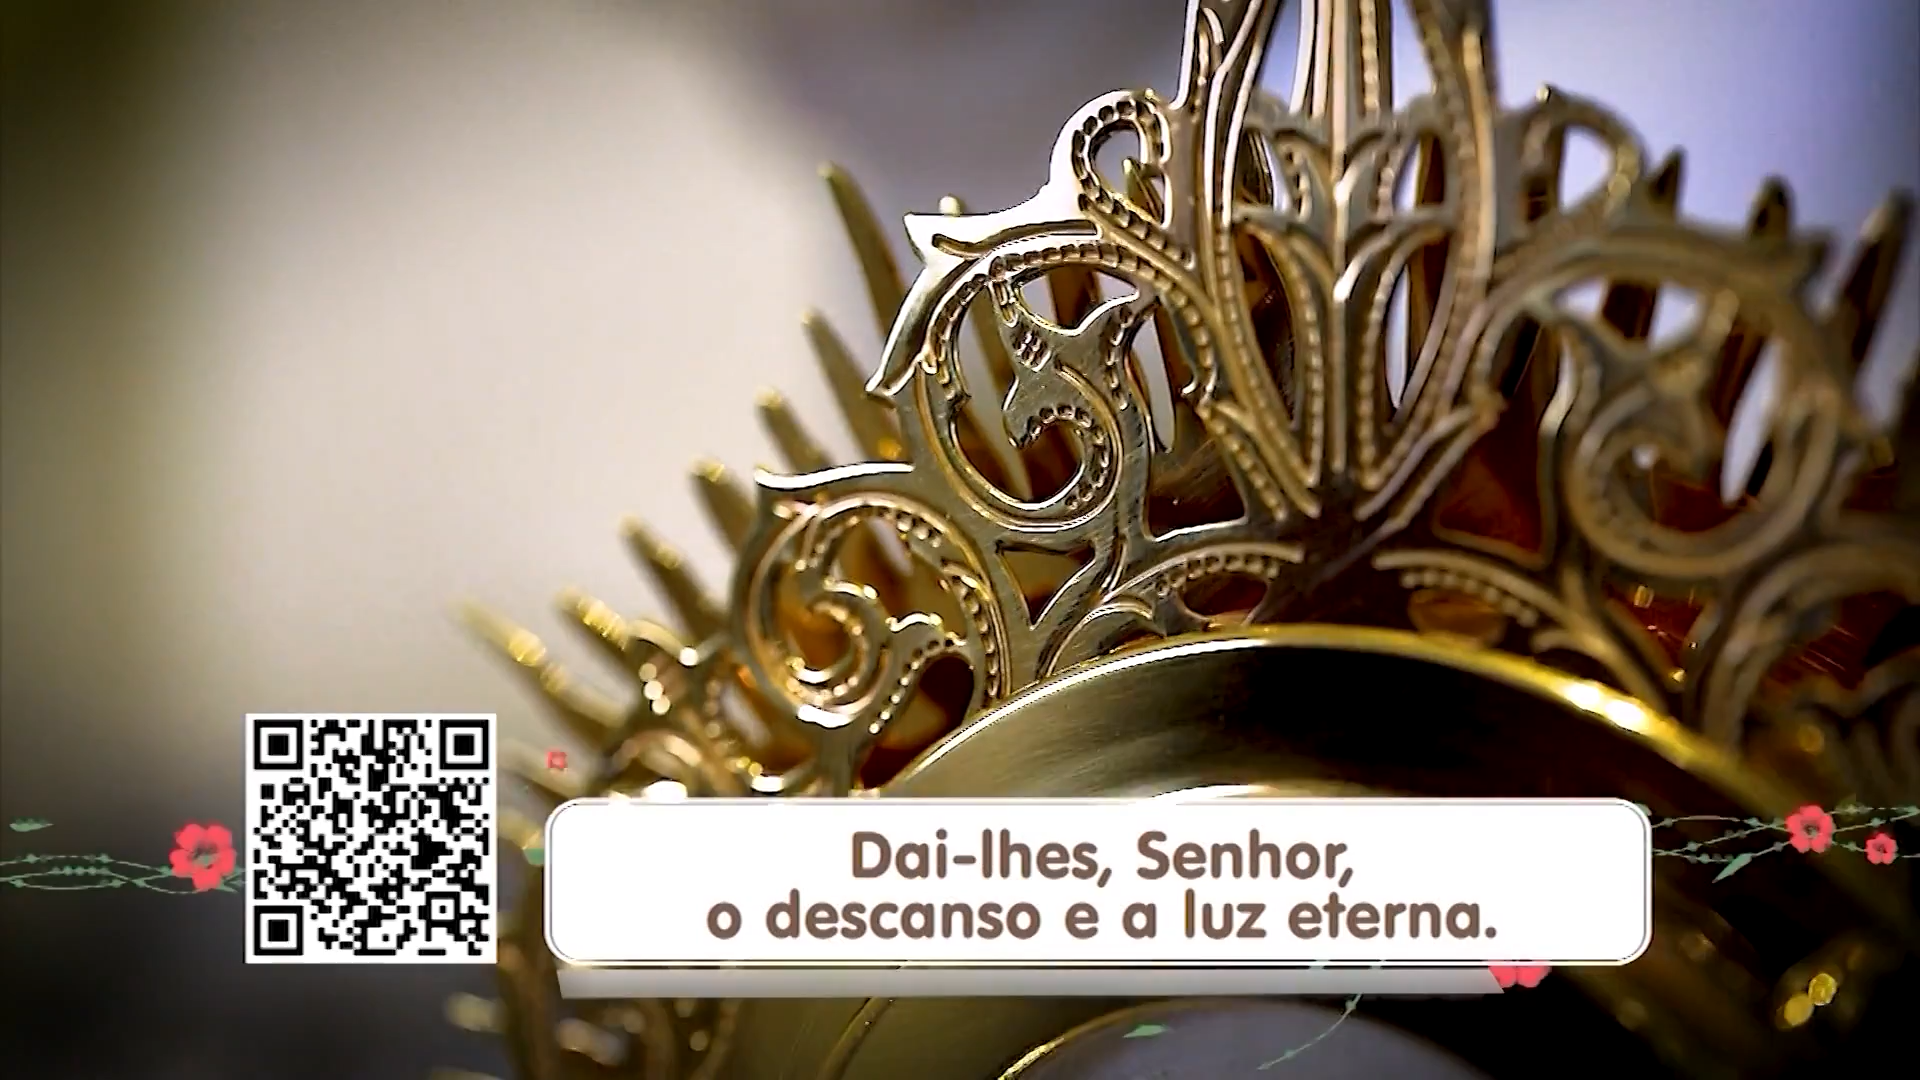 Dai-lhes, Senhor,
o descanso e a luz eterna.